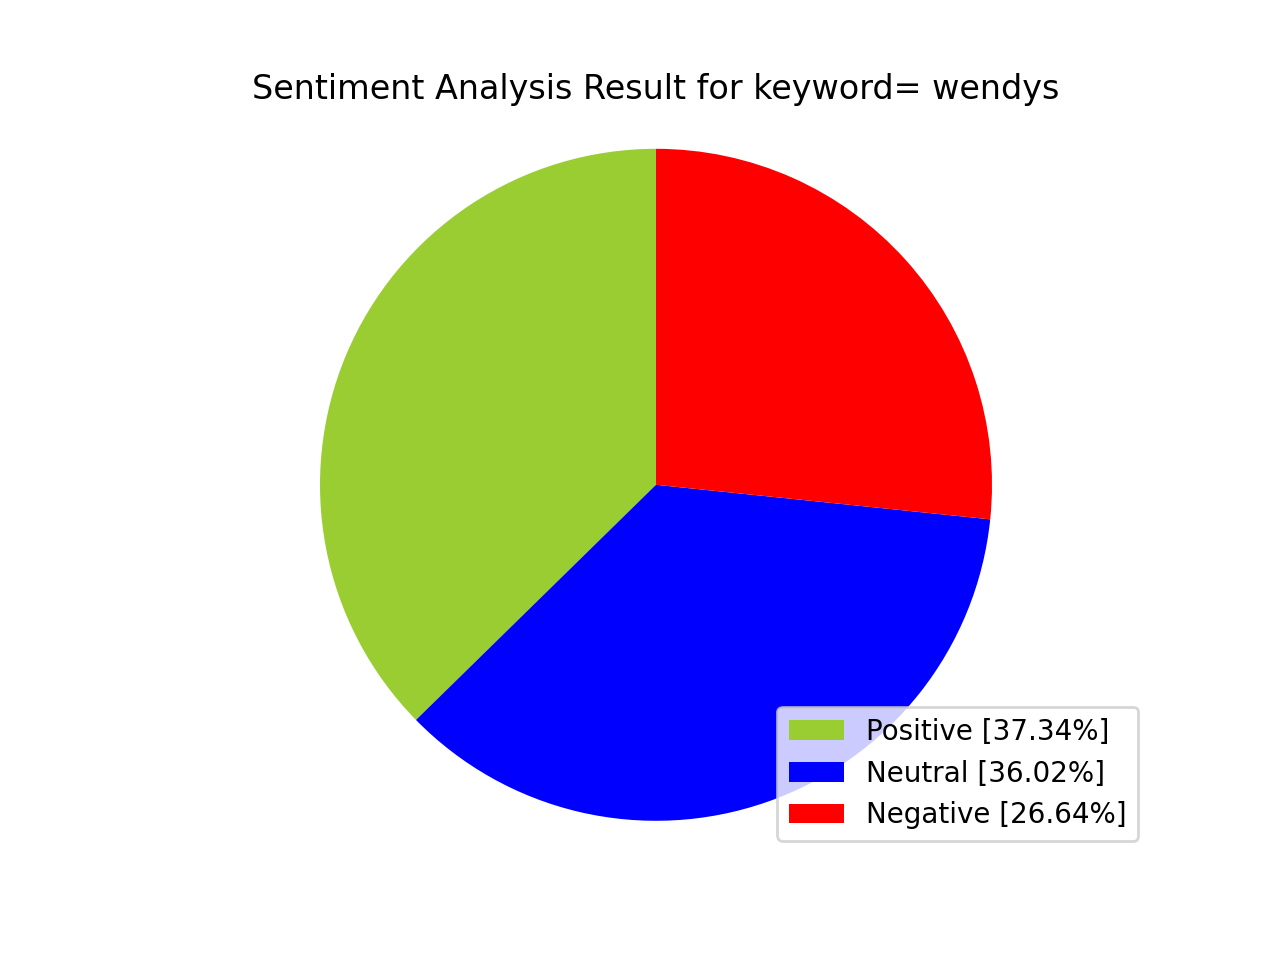 Sentiment Analysis Result for keyword= wendys
Positive [37.34%]
Neutral [36.02%]
Negative [26.64%]